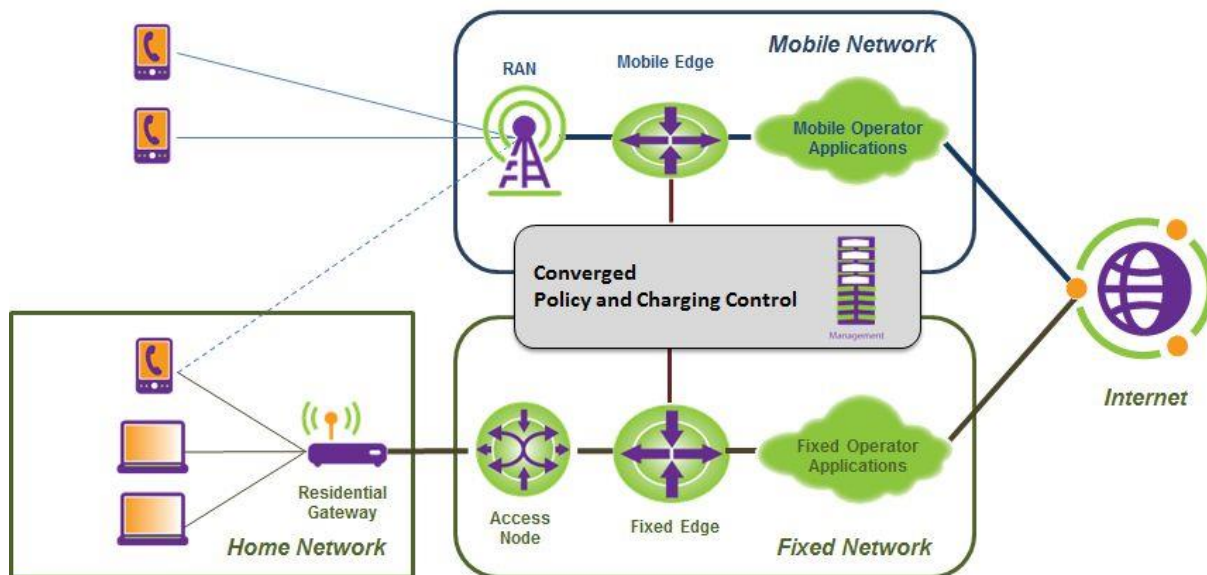 Mobile Network
RAN
Mobile Edge
Mobile Operator
Applications
Converged
Policy and Charging Control
Management
Internet
Residential
Gateway
Home Network
Access
Node
Fixed Edge
Fixed Operator
Applications
Fixed Network